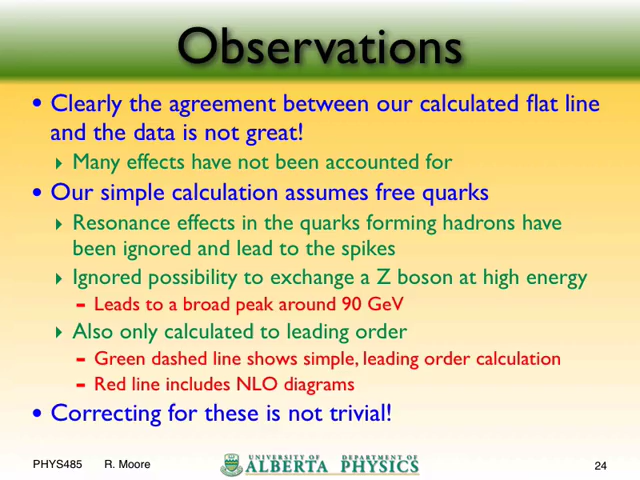 Observations
• Clearly the agreement between our calculated flat line
and the data is not great!
‣ Many effects have not been accounted for
• Our simple calculation assumes free quarks
‣ Resonance effects in the quarks forming hadrons have
been ignored and lead to the spikes
‣ Ignored possibility to exchange a Z boson at high energy
- Leads to a broad peak around 90 GeV
‣ Also only calculated to leading order
- Green dashed line shows simple, leading order calculation
- Red line includes NLO diagrams
• Correcting for these is not trivial!
PHYS485 R. Moore
UNIVERSITY OF DEPARTMENT OF
ALBERTA PHYSICS
24